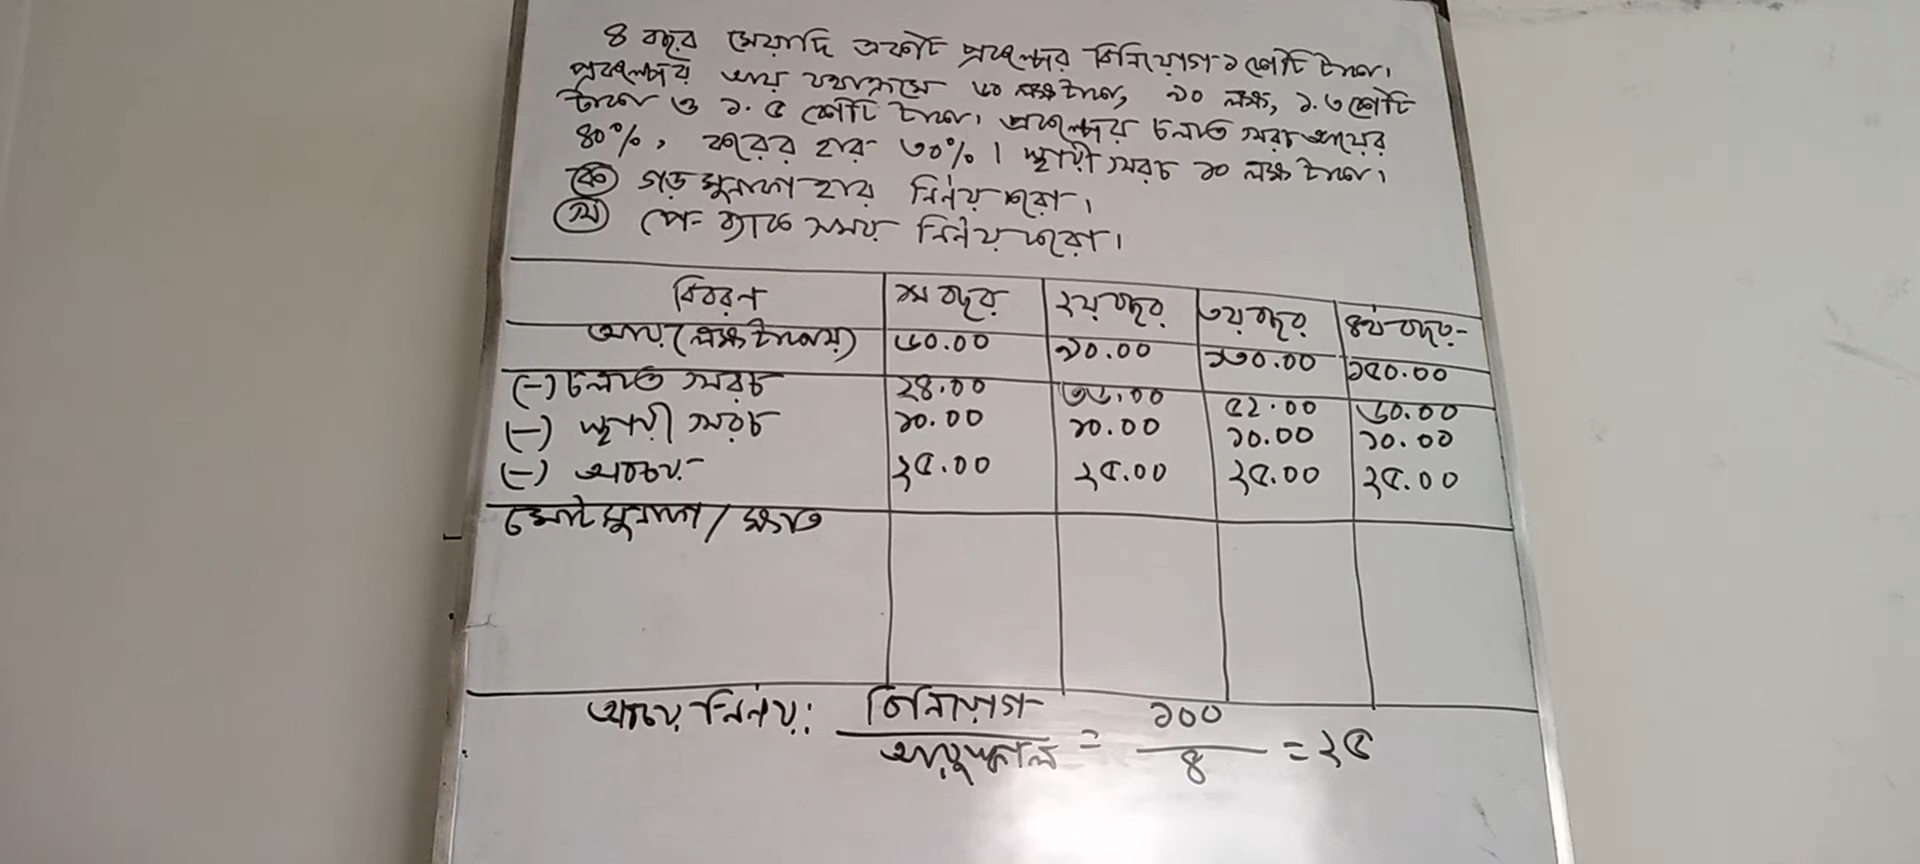 ৪ বছর মেয়াদি একটি প্রকল্পের বিনিয়োগ ১ কোটি টাকা।
প্রকল্পের আয় যথাক্রমে ৬০ লক্ষ টাকা, ৯০ লক্ষ, ১.৩ কোটি
টাকা ও ১.৫ কোটি টাকা। প্রকল্পের চলতি খরচ আয়ের
৪০%, করের হার ৩০%। স্থায়ী খরচ ১০ লক্ষ টাকা।
(ক) গড় মুনাফা হার নির্ণয় করো।
(খ) পে-ব্যাক সময় নির্ণয় করো।
বিবরণ ১ম বছর ২য় বছর ৩য় বছর ৪র্থ বছর
আয় (লক্ষ টাকায়) ৬০.০০ ৯০.০০ ১৩০.০০ ১৫০.০০
(-) চলতি খরচ ২৪.০০ ৩৬.০০ ৫২.০০ ৬০.০০
(-) স্থায়ী খরচ ১০.০০ ১০.০০ ১০.০০ ১০.০০
(-) অবচয় ২৫.০০ ২৫.০০ ২৫.০০ ২৫.০০
মোট মুনাফা / ক্ষতি
অবচয় নির্ণয়: বিনিয়োগ / আয়ুষ্কাল = ১০০ / ৪ = ২৫